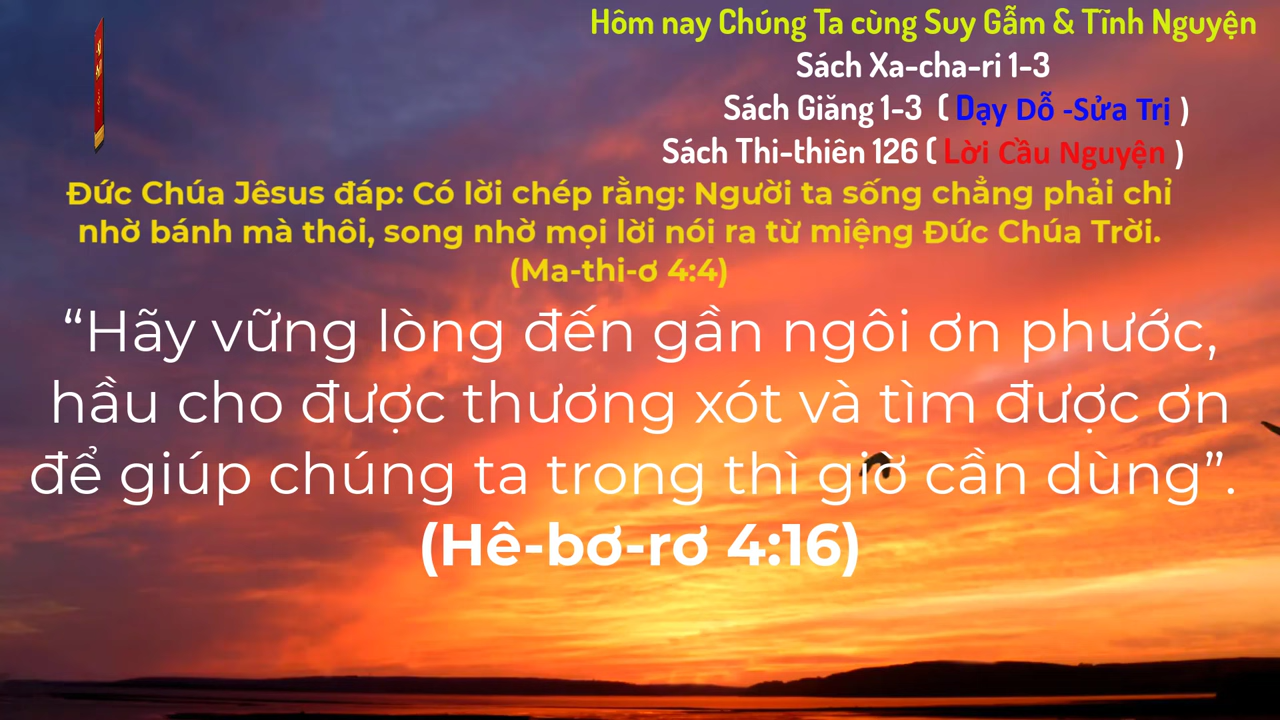 Hôm nay Chúng Ta cùng Suy Gẫm & Tĩnh Nguyện
Sách Xa-cha-ri 1-3
Sách Giăng 1-3 ( Dạy Dỗ -Sửa Trị )
Sách Thi-thiên 126 ( Lời Cầu Nguyện )
Đức Chúa Jêsus đáp: Có lời chép rằng: Người ta sống chẳng phải chỉ
nhờ bánh mà thôi, song nhờ mọi lời nói ra từ miệng Đức Chúa Trời.
(Ma-thi-ơ 4:4)
“Hãy vững lòng đến gần ngôi ơn phước,
hầu cho được thương xót và tìm được ơn
để giúp chúng ta trong thì giờ cần dùng”.
(Hê-bơ-rơ 4:16)